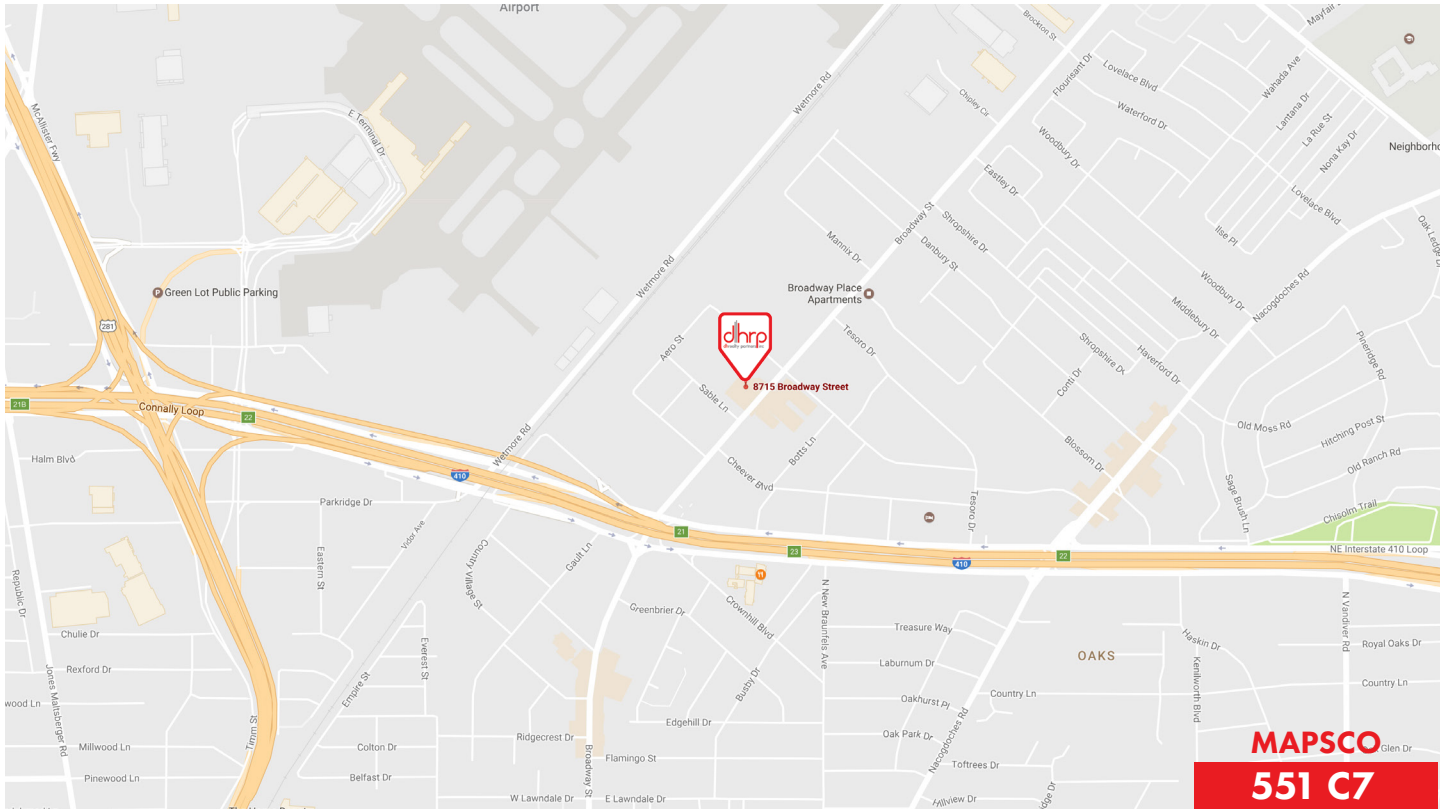 Airport
Mayfair
Brockton St
McAllister Fwy
Wetmore Rd
Flourisant Dr
Lovelace Blvd
Wahada Ave
Chipley Cir
Lantana Dr
E Terminal Dr
Waterford Dr
La Rue St
Woodbury Dr
Nona Kay Dr
Neighborho
Eastley Dr
Lovelace Blvd
Broadway St
Shropshire Dr
Ilse Pl
Oak Ledge Dr
Mannix Dr
Danbury St
Wetmore Rd
Woodbury Dr
Nacogdoches Rd
Green Lot Public Parking
Broadway Place
Apartments
Middlebury Dr
281
dhrp
Tesoro Dr
Aero St
Shropshire Dr
Haverford Dr
Pineridge Rd
8715 Broadway Street
Conti Dr
Sable Ln
21B
Connally Loop
22
Old Moss Rd
Hitching Post St
Wetmore Rd
Botts Ln
Blossom Dr
Halm Blvd
410
Cheever Blvd
Old Ranch Rd
Parkridge Dr
Tesoro Dr
Sage Brush Ln
Chisolm Trail
Vidor Ave
21
23
22
NE Interstate 410 Loop
410
Eastern St
Country Village St
Gault Ln
Republic Dr
Greenbrier Dr
Crownhill Blvd
N New Braunfels Ave
N Vandiver Rd
Chulie Dr
Treasure Way
Haskin Dr
Royal Oaks Dr
Everest St
OAKS
Rexford Dr
Laburnum Dr
Kenilworth Blvd
Country Ln
Empire St
Busby Dr
Country Ln
wood Ln
Oakhurst Pl
Jones Maltsberger Rd
Timm St
Edgehill Dr
Ridgecrest Dr
Oak Park Dr
Nacogdoches Rd
MAPSCO
Glen Dr
Millwood Ln
Colton Dr
Broadway St
Flamingo St
Toftrees Dr
551 C7
Pinewood Ln
Belfast Dr
W Lawndale Dr
E Lawndale Dr
Hillview Dr
idge Dr